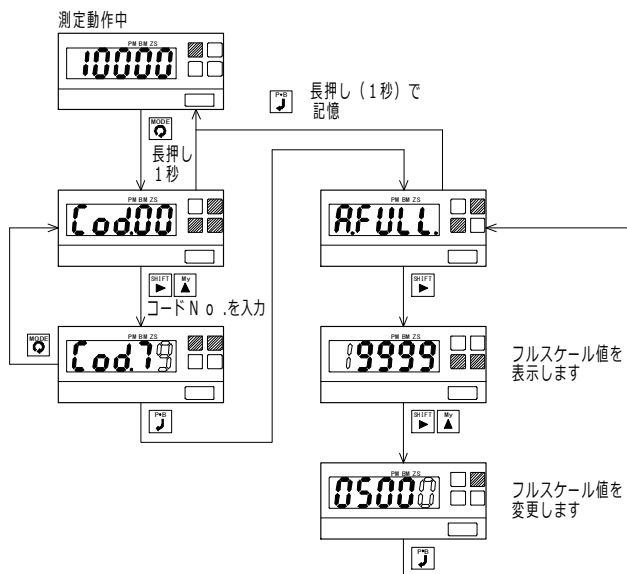 測定動作中
PM BM ZS
10000
MODE
長押し
1秒
P•B
長押し(1秒)で
記憶
PM BM ZS
Cod.00
SHIFT My
コードNo.を入力
MODE
PM BM ZS
Cod.79
P•B
PM BM ZS
A.FULL.
SHIFT
PM BM ZS
19999
フルスケール値を
表示します
SHIFT My
PM BM ZS
05000
フルスケール値を
変更します
P•B